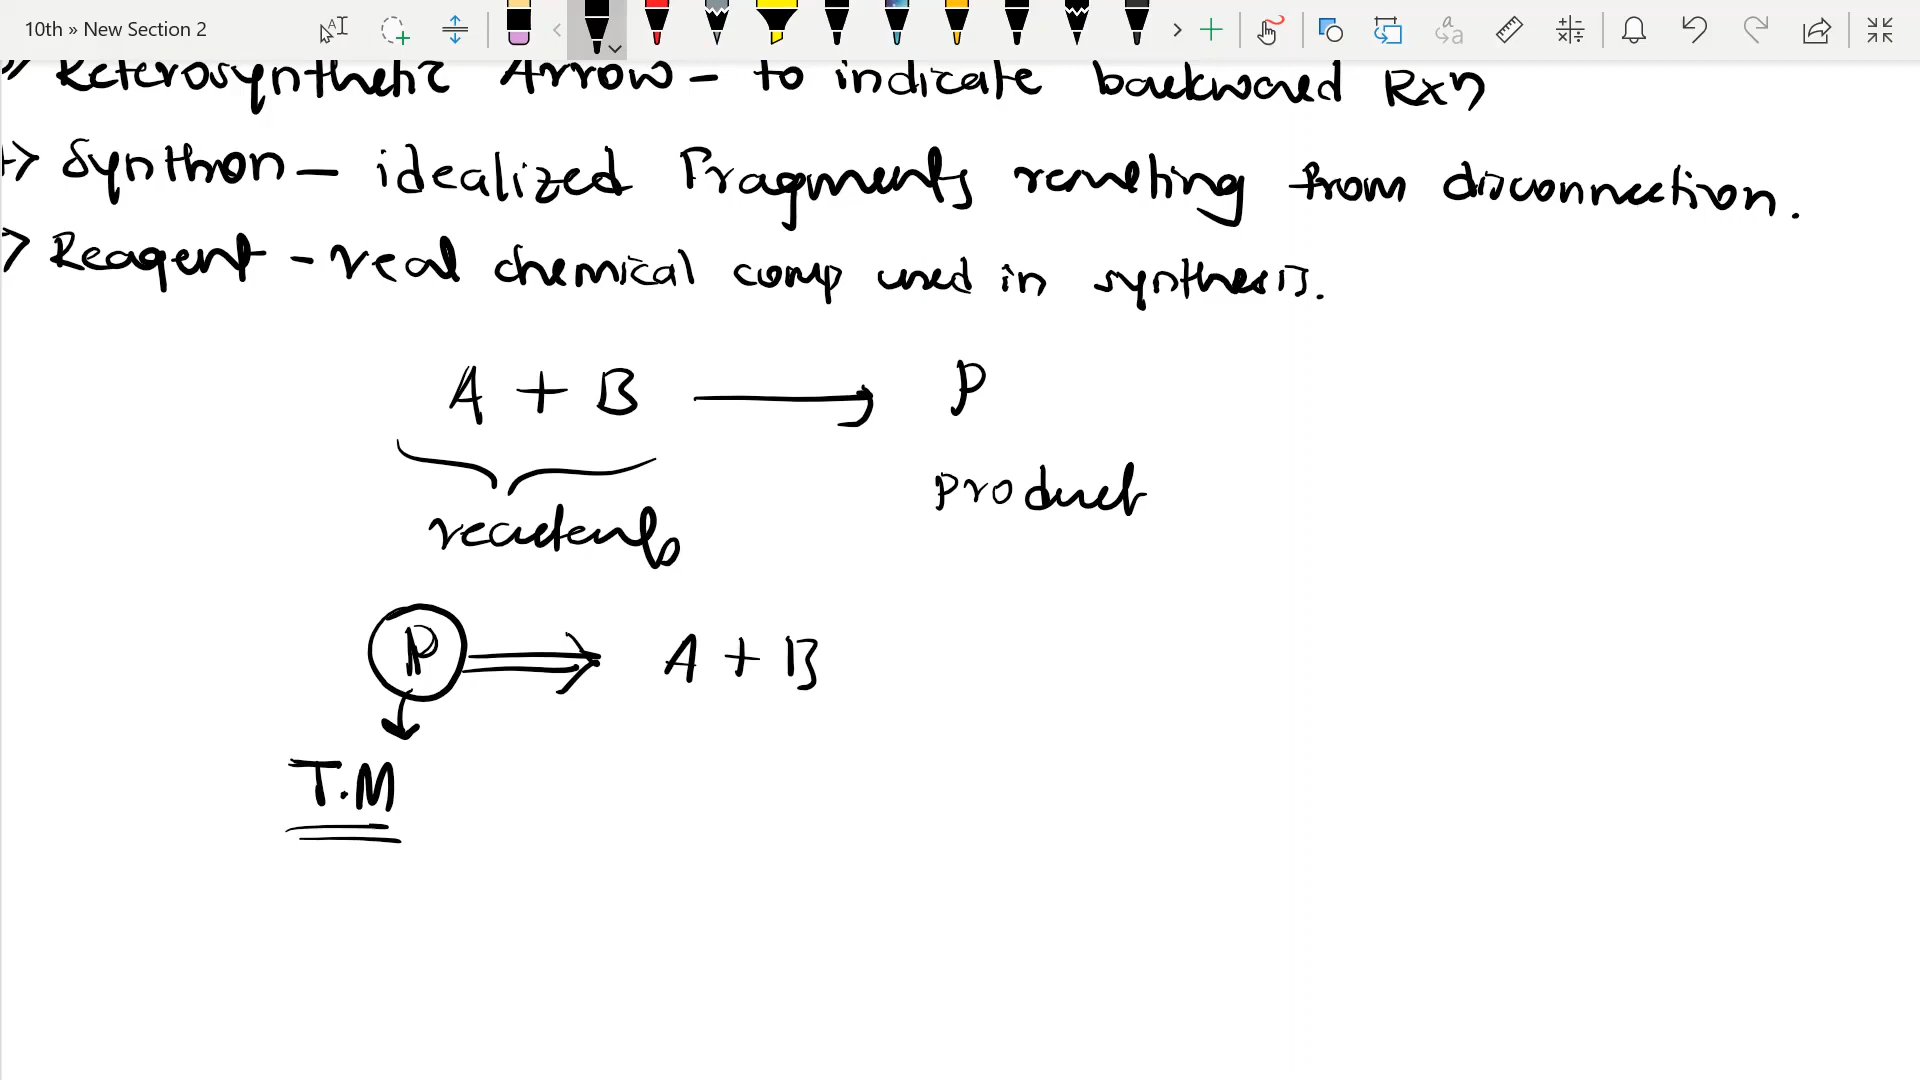 10th » New Section 2
Reterosynthetic Arrow - to indicate backward Rxn
Synthon - idealized Fragments resulting from disconnection.
Reagent - real chemical comp used in synthesis.
A + B ⟶ P
product
reactants
P ⟹ A + B
T.M